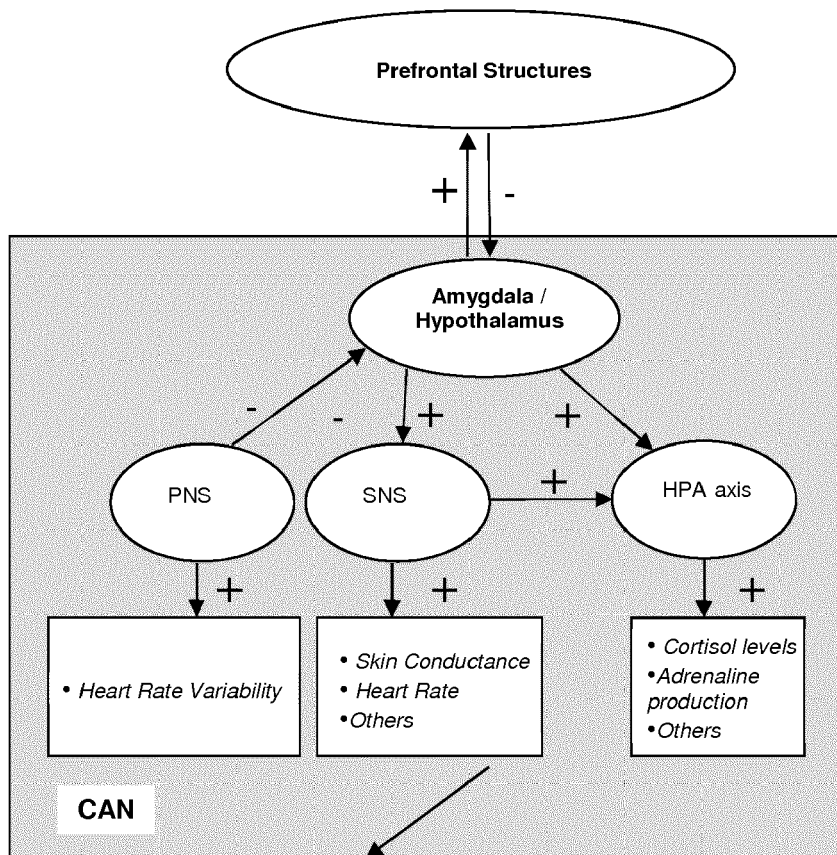 Prefrontal Structures
+ -
Amygdala /
Hypothalamus
- - + +
PNS
SNS
+
HPA axis
+ + +
• Heart Rate Variability
• Skin Conductance
• Heart Rate
•Others
• Cortisol levels
•Adrenaline
production
•Others
CAN